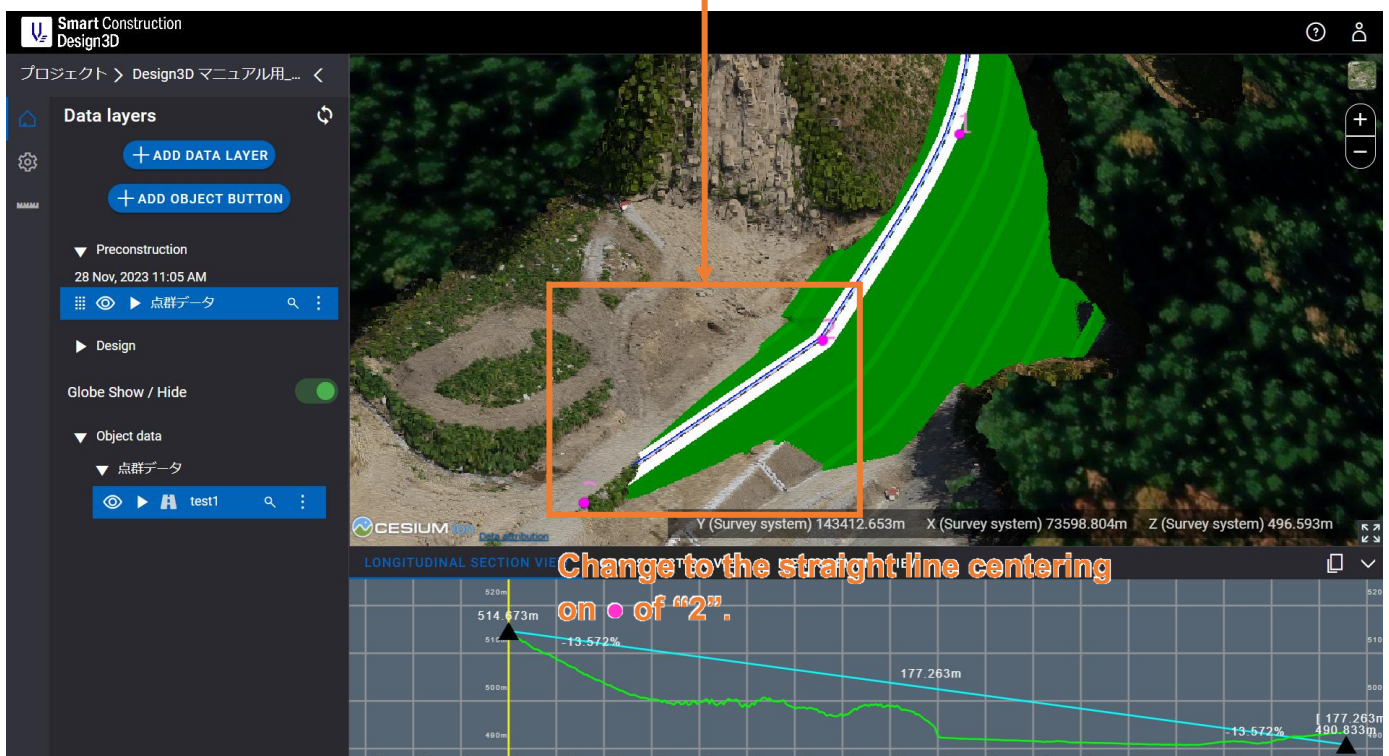 Smart Construction
Design3D
プロジェクト > Design3D マニュアル用_...
Data layers
+ ADD DATA LAYER
+ ADD OBJECT BUTTON
Preconstruction
28 Nov, 2023 11:05 AM
点群データ
Design
Globe Show / Hide
Object data
点群データ
test1
1
2
CESIUM ion
Data attribution
Y (Survey system) 143412.653m X (Survey system) 73598.804m Z (Survey system) 496.593m
LONGITUDINAL SECTION VIE
Change to the straight line centering
on ● of “2”.
520m
514.673m
-13.572%
177.263m
500m
490m
520
510
500
[ 177.263m
-13.572%
490.833m